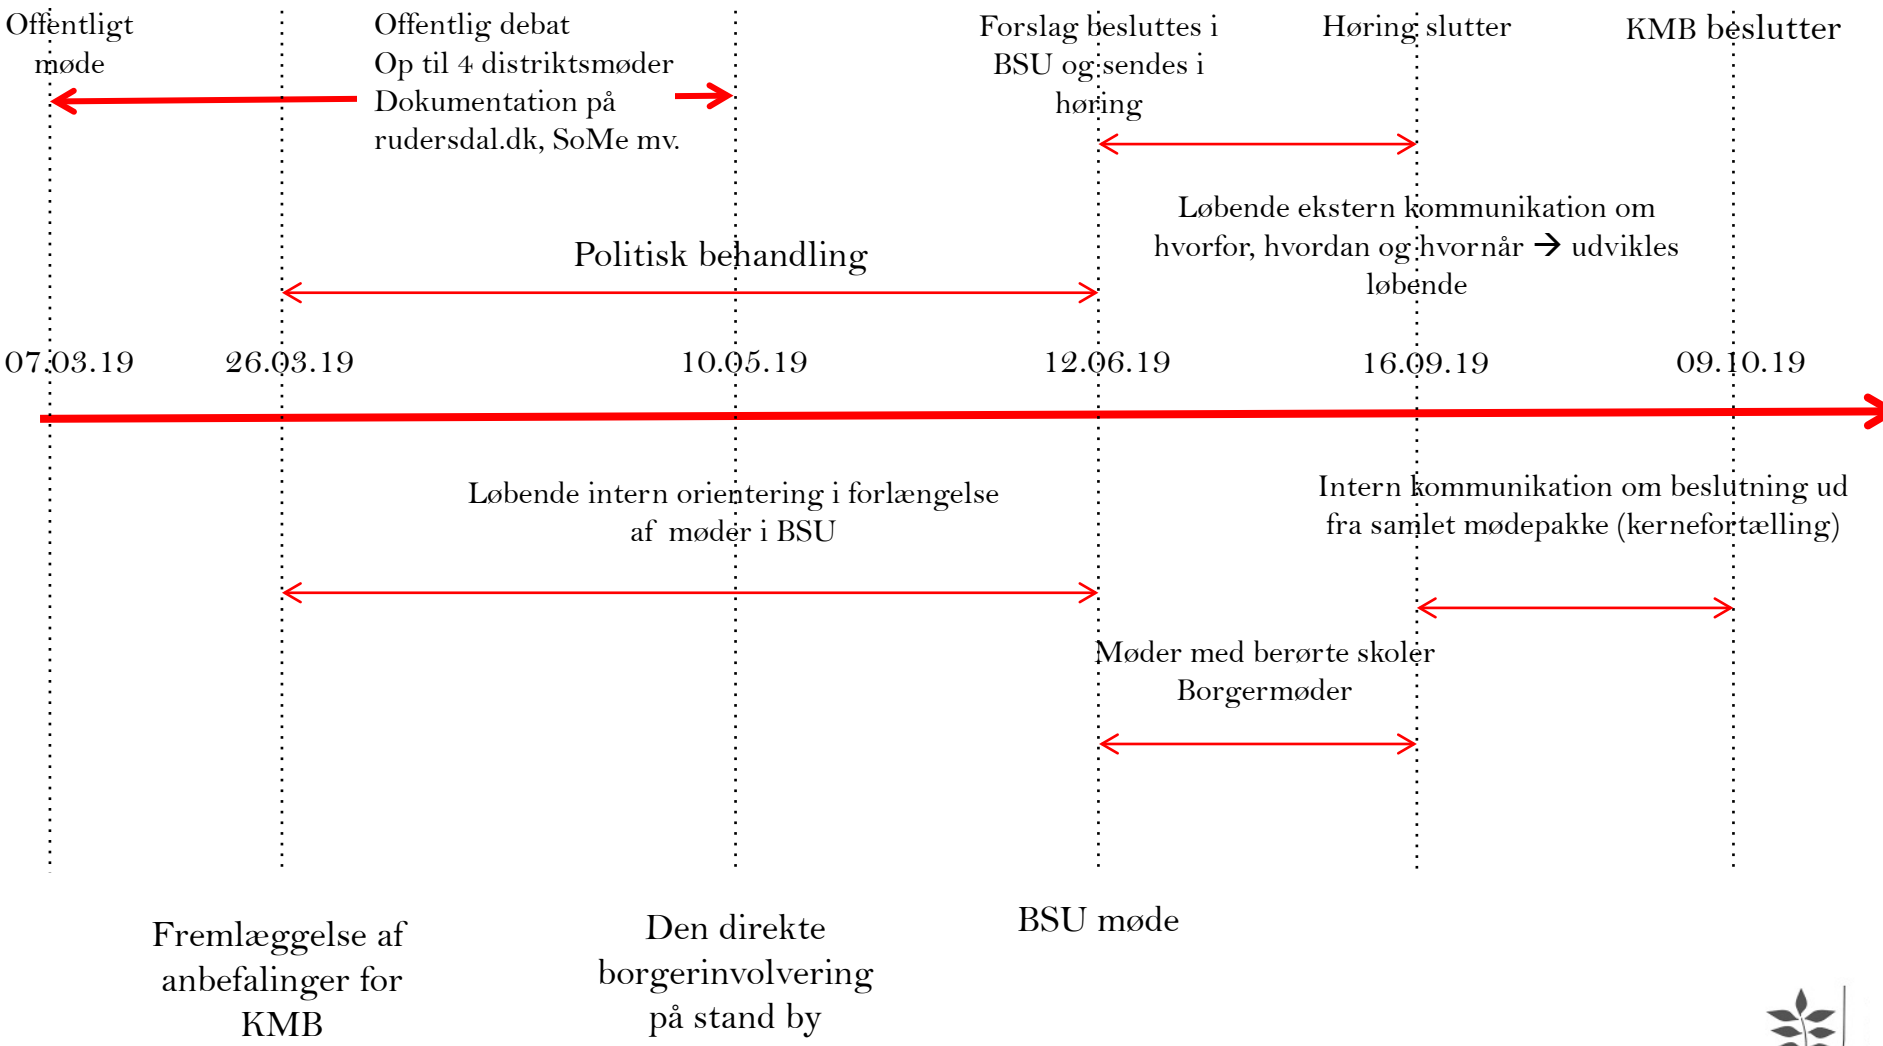 Offentligt
møde
Offentlig debat
Op til 4 distriktsmøder
Dokumentation på
rudersdal.dk, SoMe mv.
Forslag besluttes i
BSU og sendes i
høring
Høring slutter
KMB beslutter
Løbende ekstern kommunikation om
hvorfor, hvordan og hvornår → udvikles
løbende
Politisk behandling
07.03.19
26.03.19
10.05.19
12.06.19
16.09.19
09.10.19
Løbende intern orientering i forlængelse
af møder i BSU
Intern kommunikation om beslutning ud
fra samlet mødepakke (kernefortælling)
Møder med berørte skoler
Borgermøder
Fremlæggelse af
anbefalinger for
KMB
Den direkte
borgerinvolvering
på stand by
BSU møde